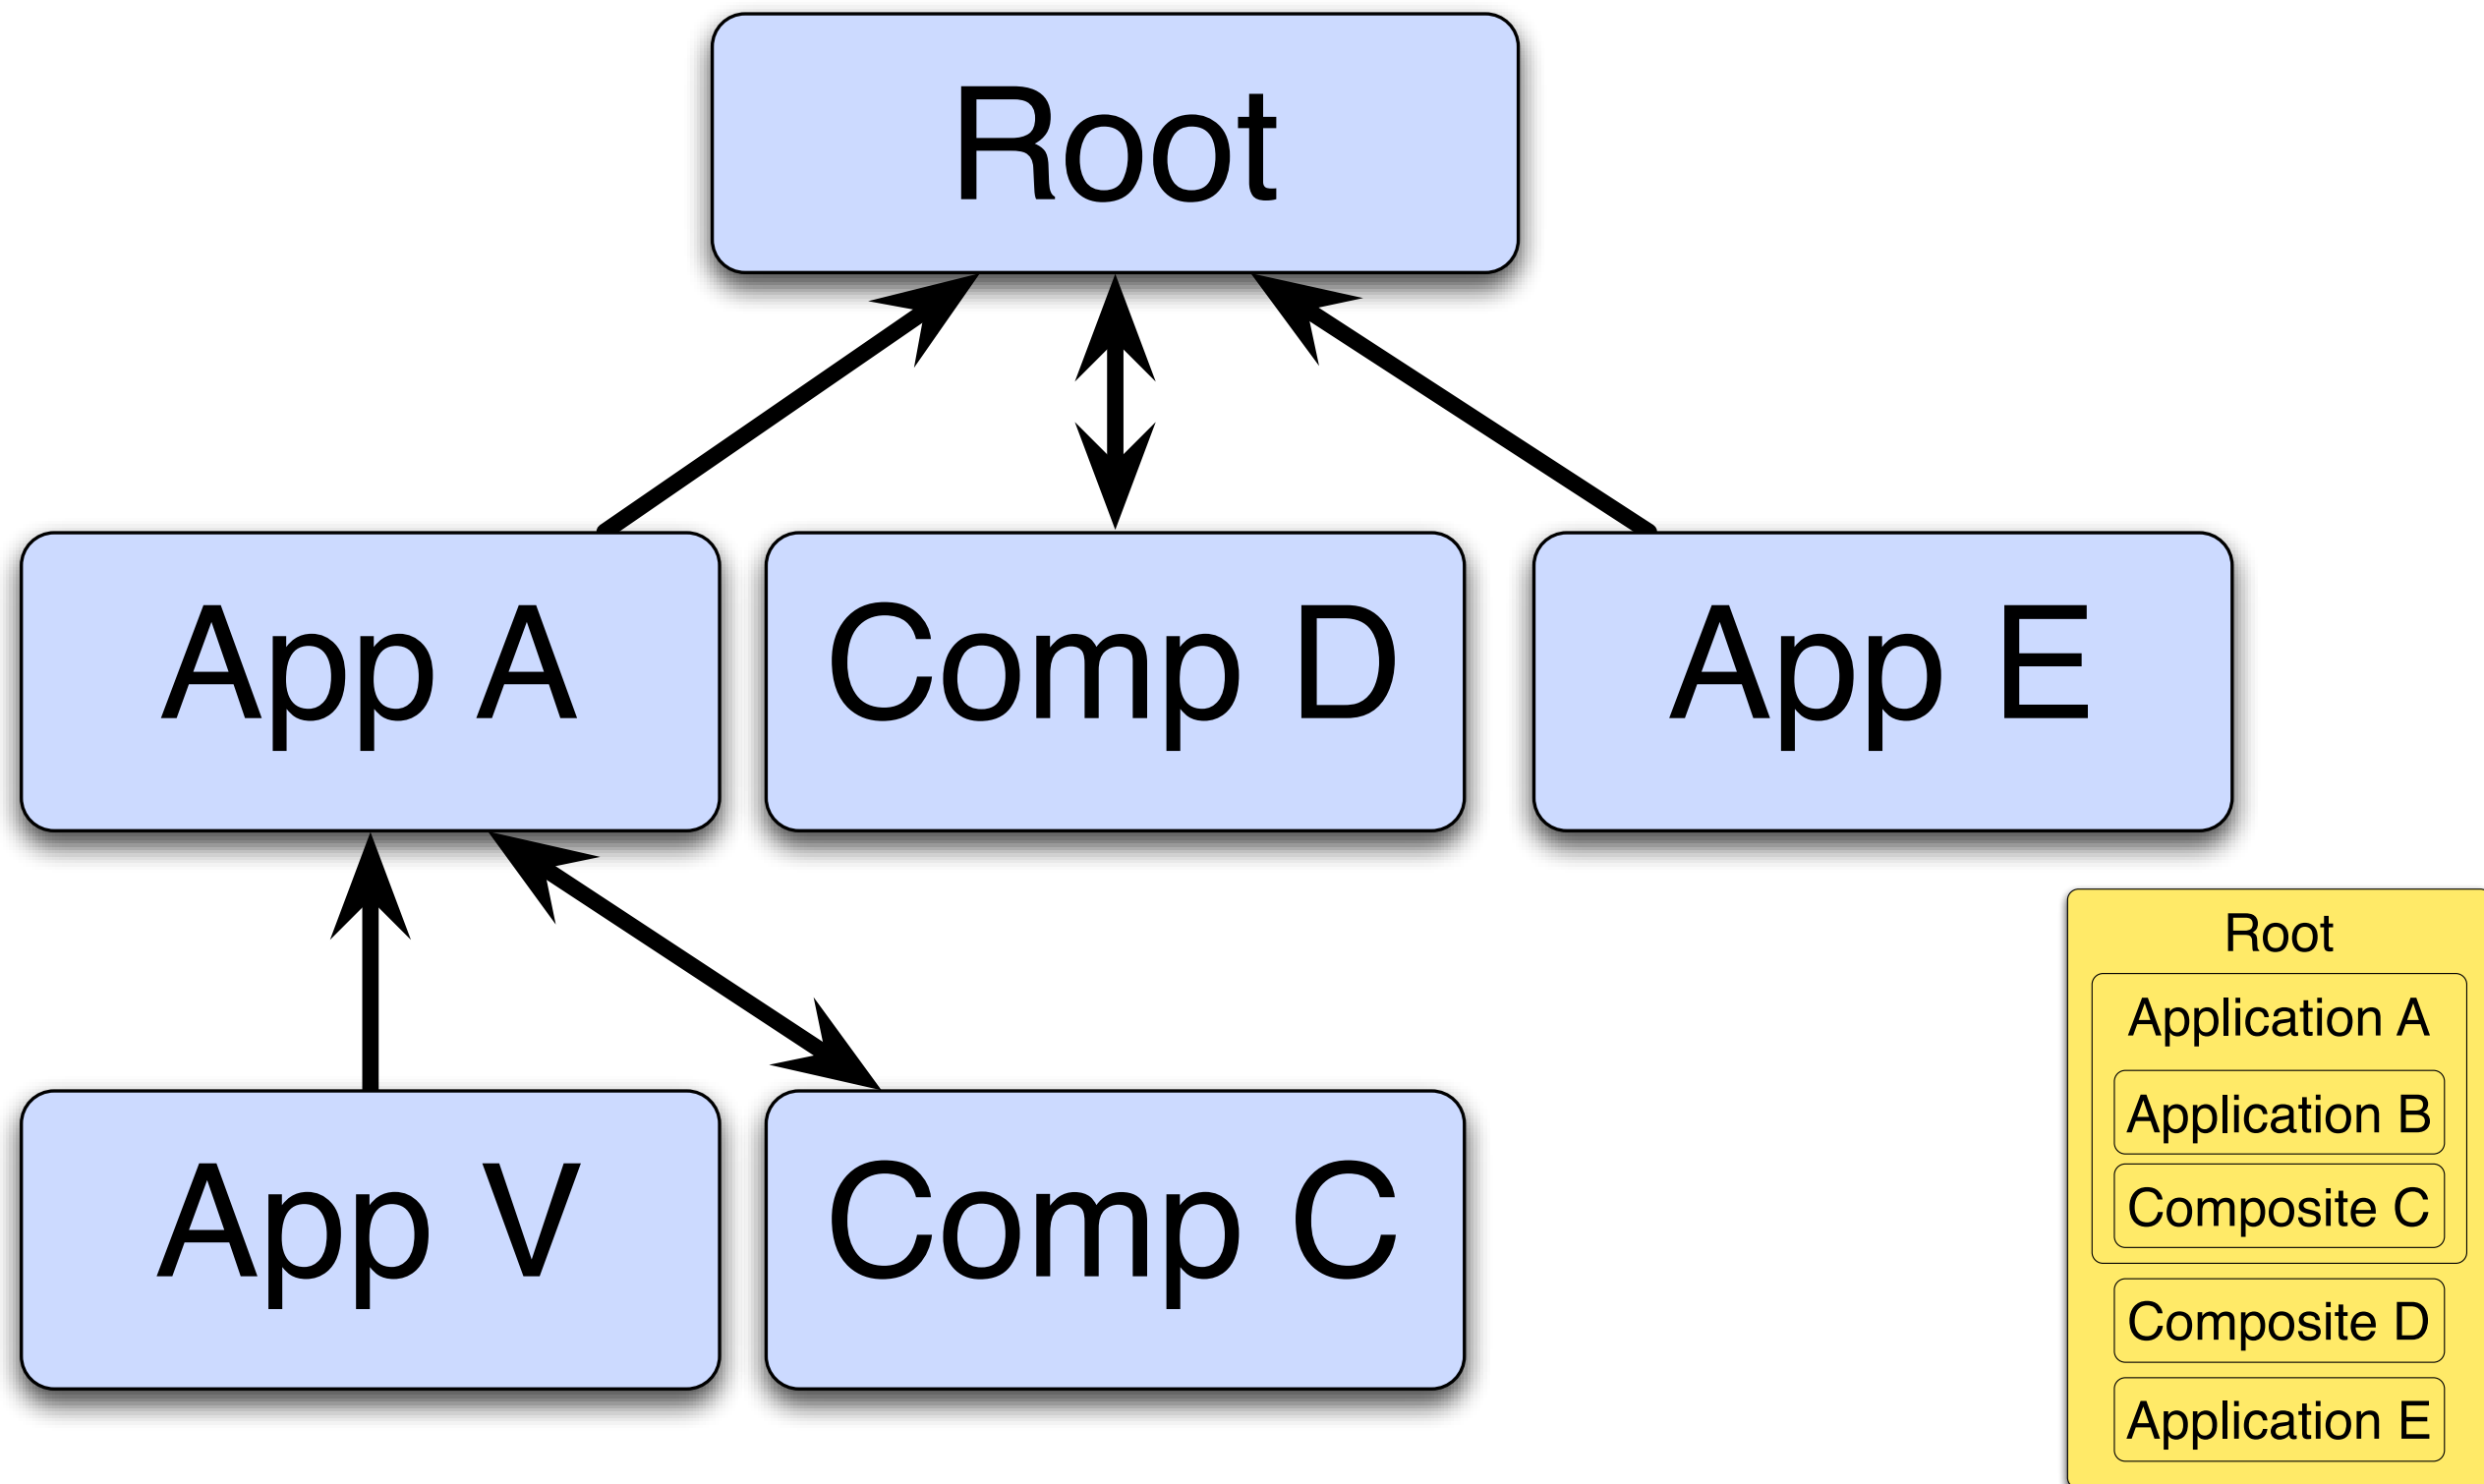 Root
App A
Comp D
App E
App V
Comp C
Root
Application A
Application B
Composite C
Composite D
Application E